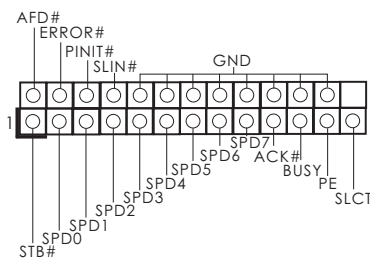 AFD#
ERROR#
PINIT#
SLIN#
GND
1
SLCT
PE
BUSY
ACK#
SPD7
SPD6
SPD5
SPD4
SPD3
SPD2
SPD1
SPD0
STB#